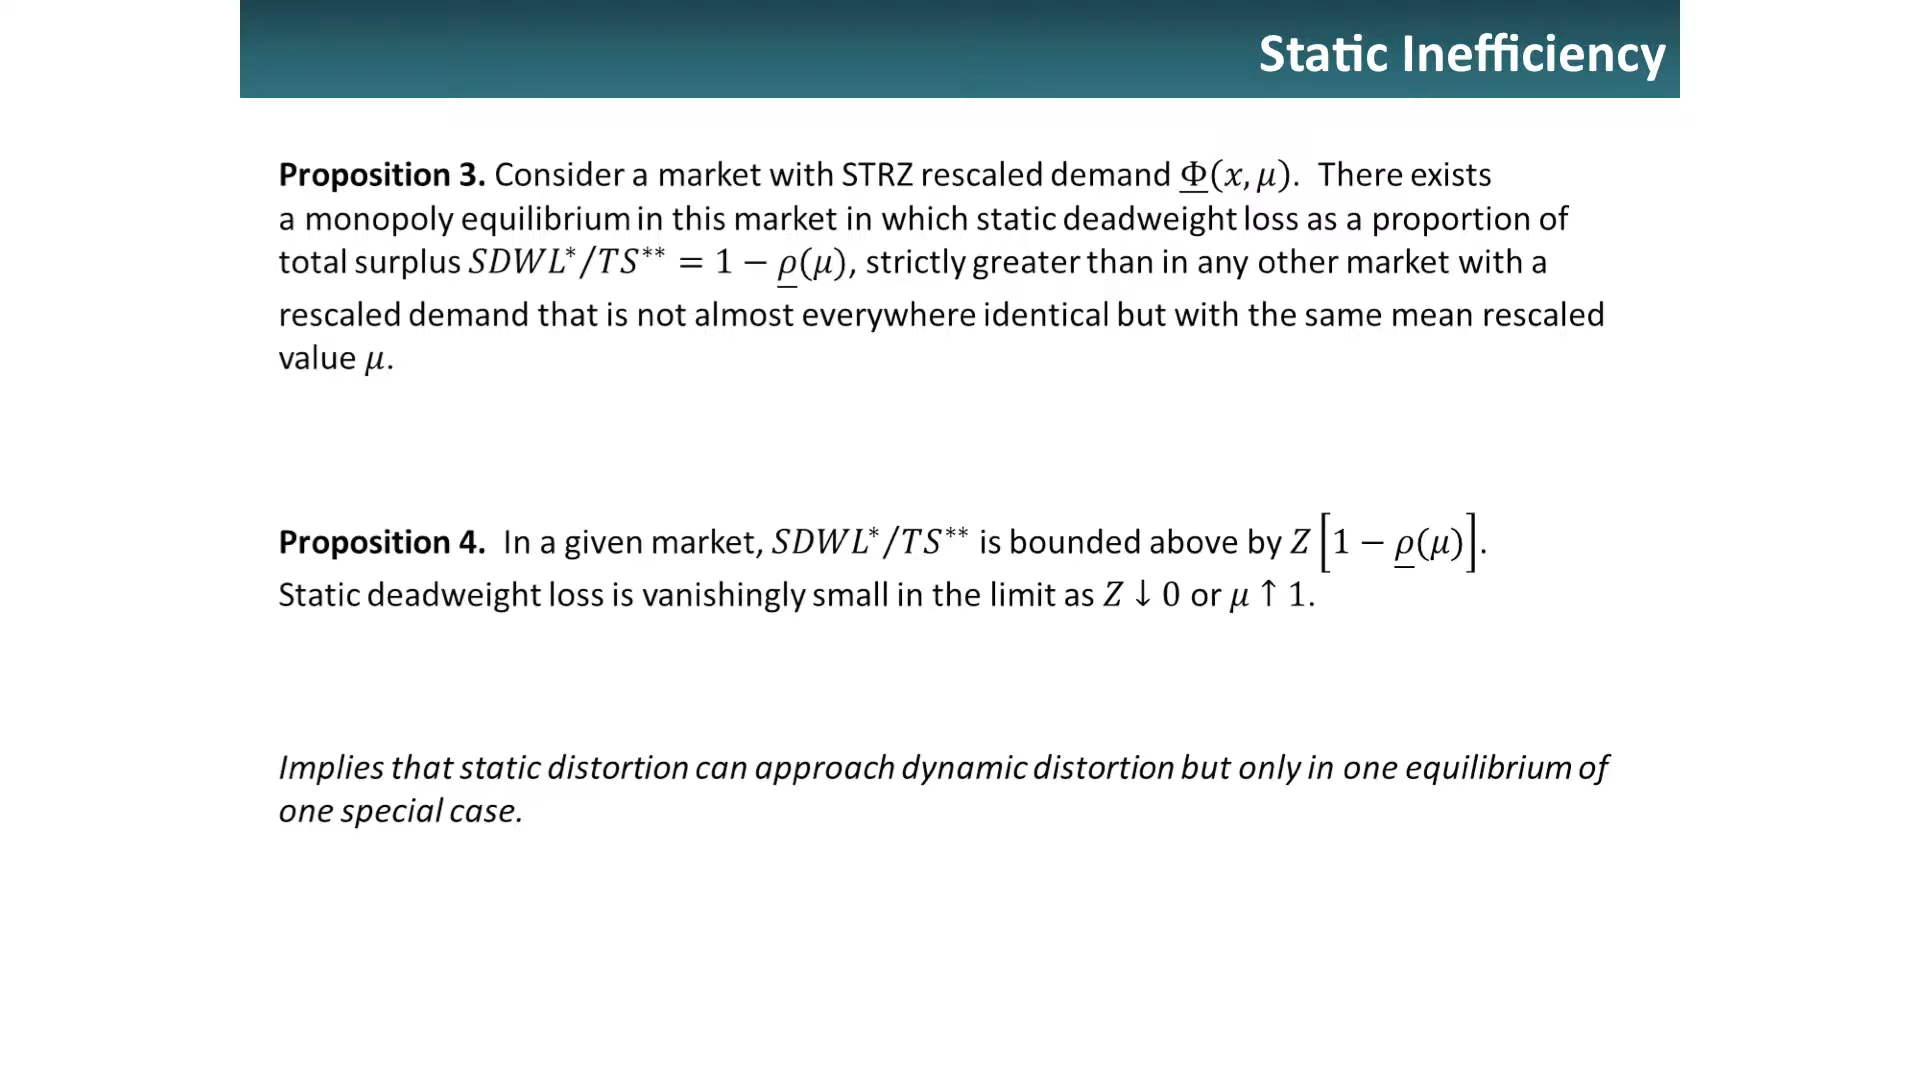 Static Inefficiency
Proposition 3. Consider a market with STRZ rescaled demand Φ(x, μ). There exists
a monopoly equilibrium in this market in which static deadweight loss as a proportion of
total surplus SDWL*/TS** = 1 − ρ(μ), strictly greater than in any other market with a
rescaled demand that is not almost everywhere identical but with the same mean rescaled
value μ.
Proposition 4. In a given market, SDWL*/TS** is bounded above by Z[1 − ρ(μ)].
Static deadweight loss is vanishingly small in the limit as Z ↓ 0 or μ ↑ 1.
Implies that static distortion can approach dynamic distortion but only in one equilibrium of
one special case.